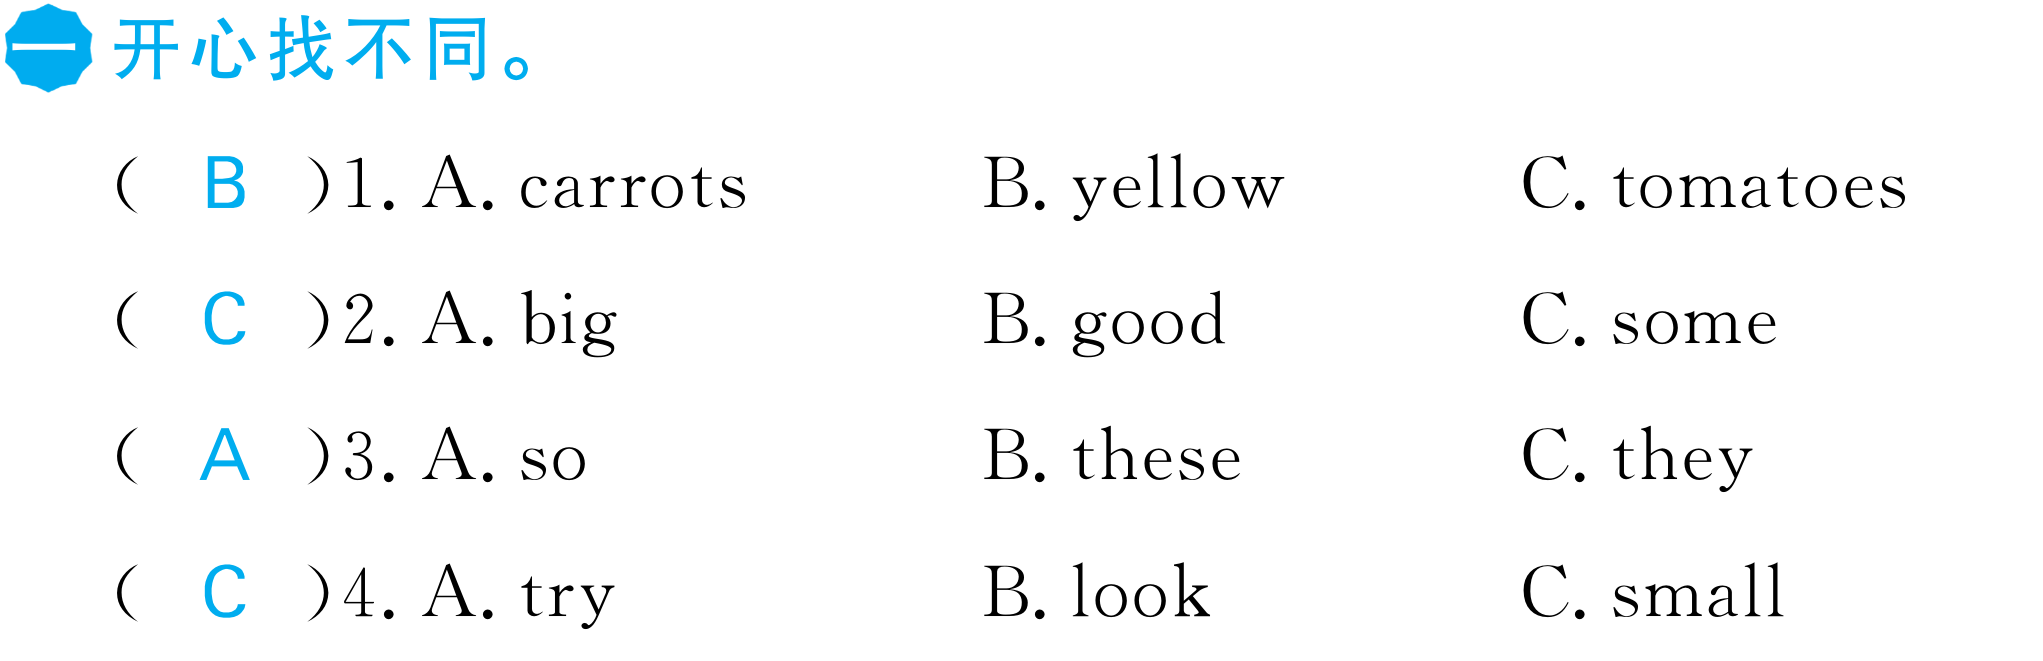 一 开心找不同。
( B )1. A. carrots B. yellow C. tomatoes
( C )2. A. big B. good C. some
( A )3. A. so B. these C. they
( C )4. A. try B. look C. small